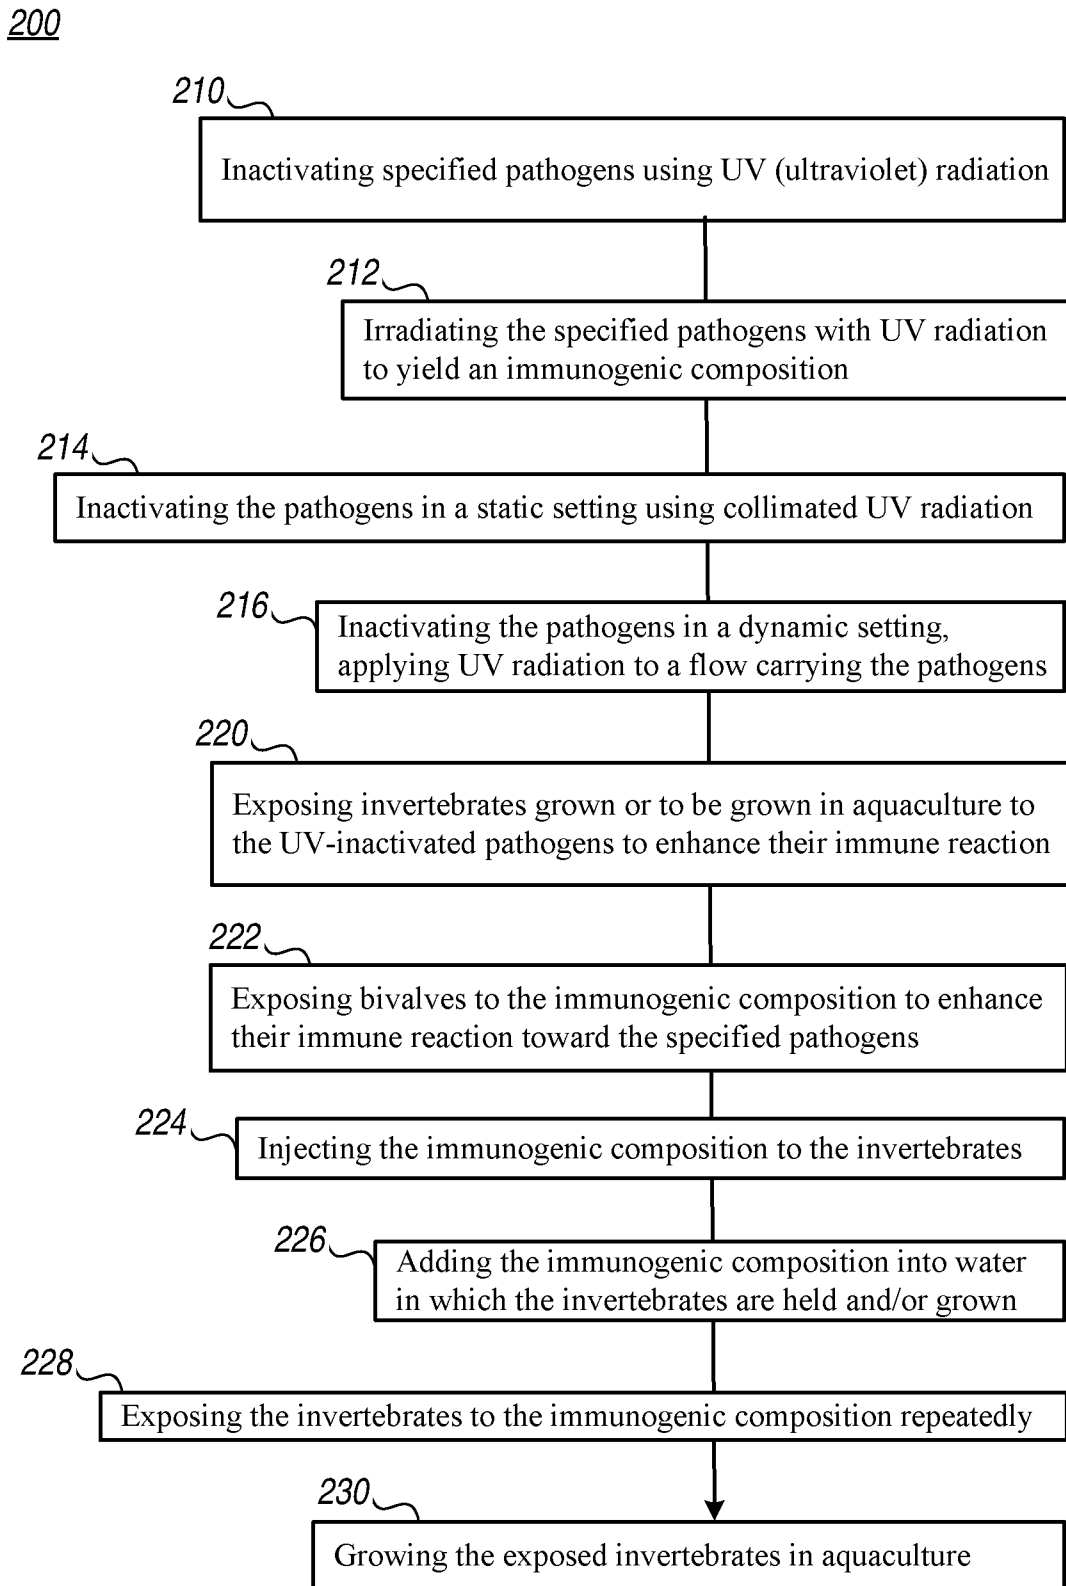 200
210
Inactivating specified pathogens using UV (ultraviolet) radiation
212
Irradiating the specified pathogens with UV radiation
to yield an immunogenic composition
214
Inactivating the pathogens in a static setting using collimated UV radiation
216
Inactivating the pathogens in a dynamic setting,
applying UV radiation to a flow carrying the pathogens
220
Exposing invertebrates grown or to be grown in aquaculture to
the UV-inactivated pathogens to enhance their immune reaction
222
Exposing bivalves to the immunogenic composition to enhance
their immune reaction toward the specified pathogens
224
Injecting the immunogenic composition to the invertebrates
226
Adding the immunogenic composition into water
in which the invertebrates are held and/or grown
228
Exposing the invertebrates to the immunogenic composition repeatedly
230
Growing the exposed invertebrates in aquaculture